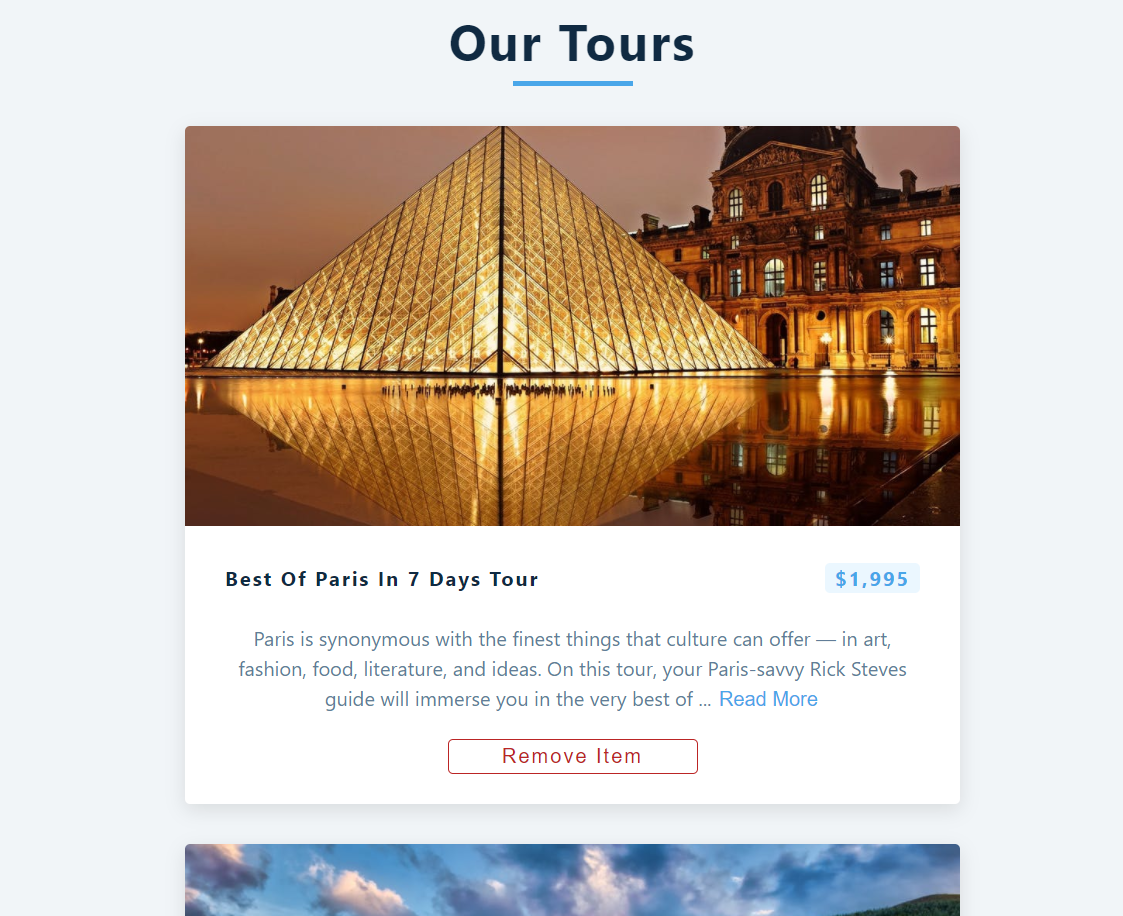 Our Tours
Best Of Paris In 7 Days Tour
$1,995
Paris is synonymous with the finest things that culture can offer — in art,
fashion, food, literature, and ideas. On this tour, your Paris-savvy Rick Steves
guide will immerse you in the very best of ... Read More
Remove Item